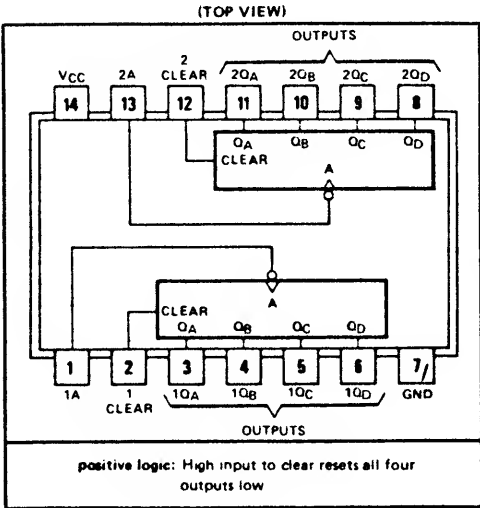 (TOP VIEW)
OUTPUTS
2
VCC 2A CLEAR 2QA 2QB 2QC 2QD
14 13 12 11 10 9 8
QA QB QC QD
CLEAR
A
A
CLEAR
QA QB QC QD
1 2 3 4 5 6 7
1A 1 1QA 1QB 1QC 1QD GND
CLEAR
OUTPUTS
positive logic: High input to clear resets all four
outputs low